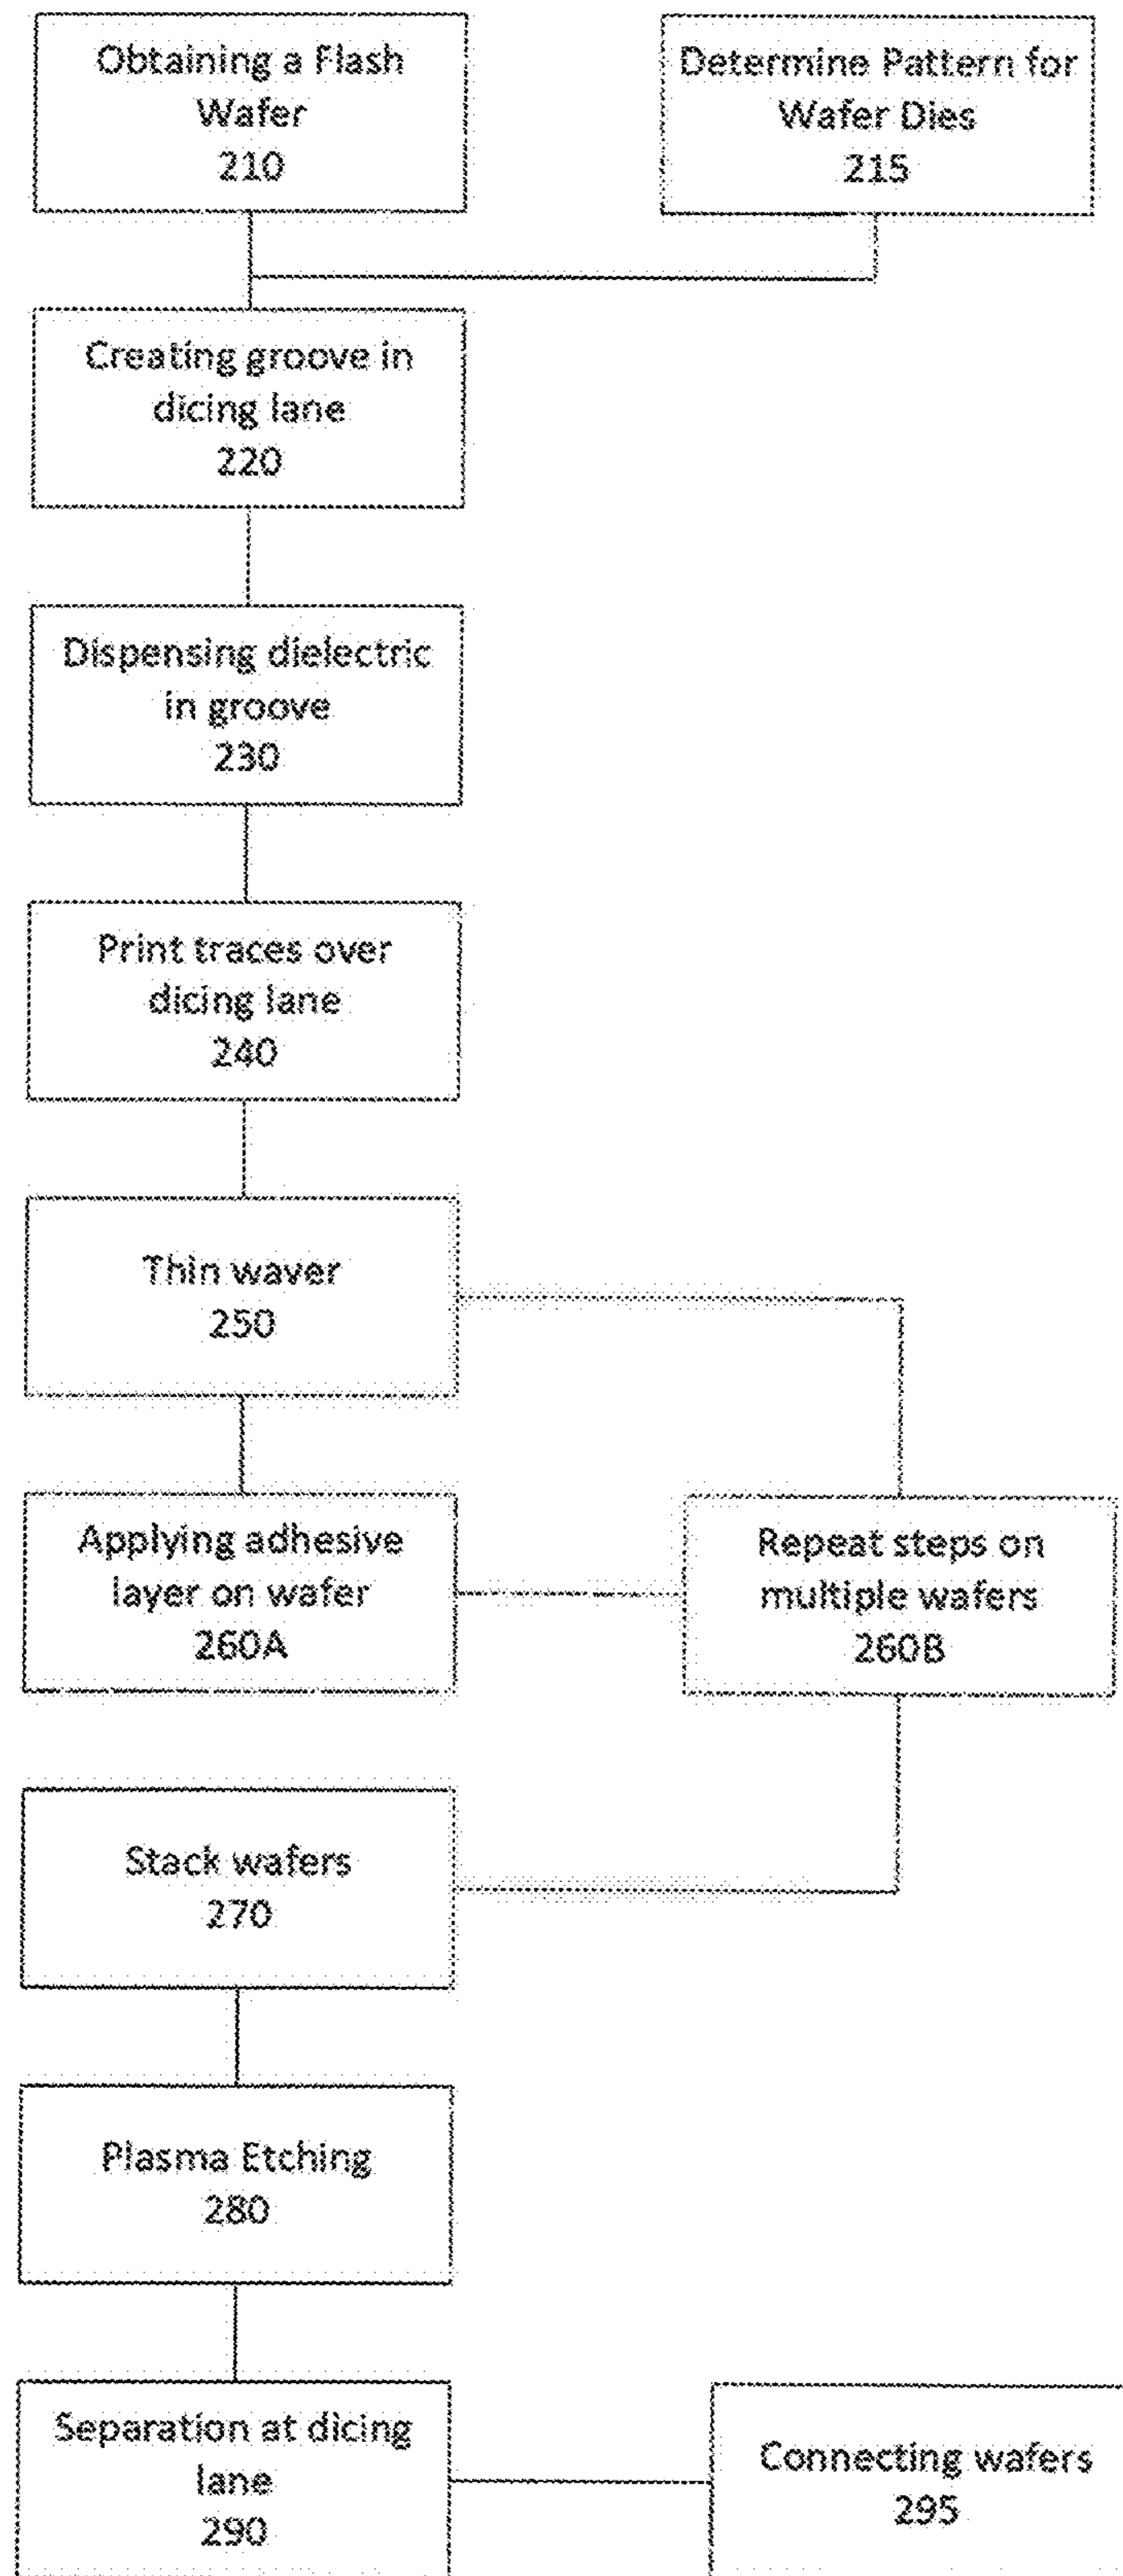 Obtaining a Flash
Wafer
210
Determine Pattern for
Wafer Dies
215
Creating groove in
dicing lane
220
Dispensing dielectric
in groove
230
Print traces over
dicing lane
240
Thin waver
250
Applying adhesive
layer on wafer
260A
Repeat steps on
multiple wafers
260B
Stack wafers
270
Plasma Etching
280
Separation at dicing
lane
290
Connecting wafers
295